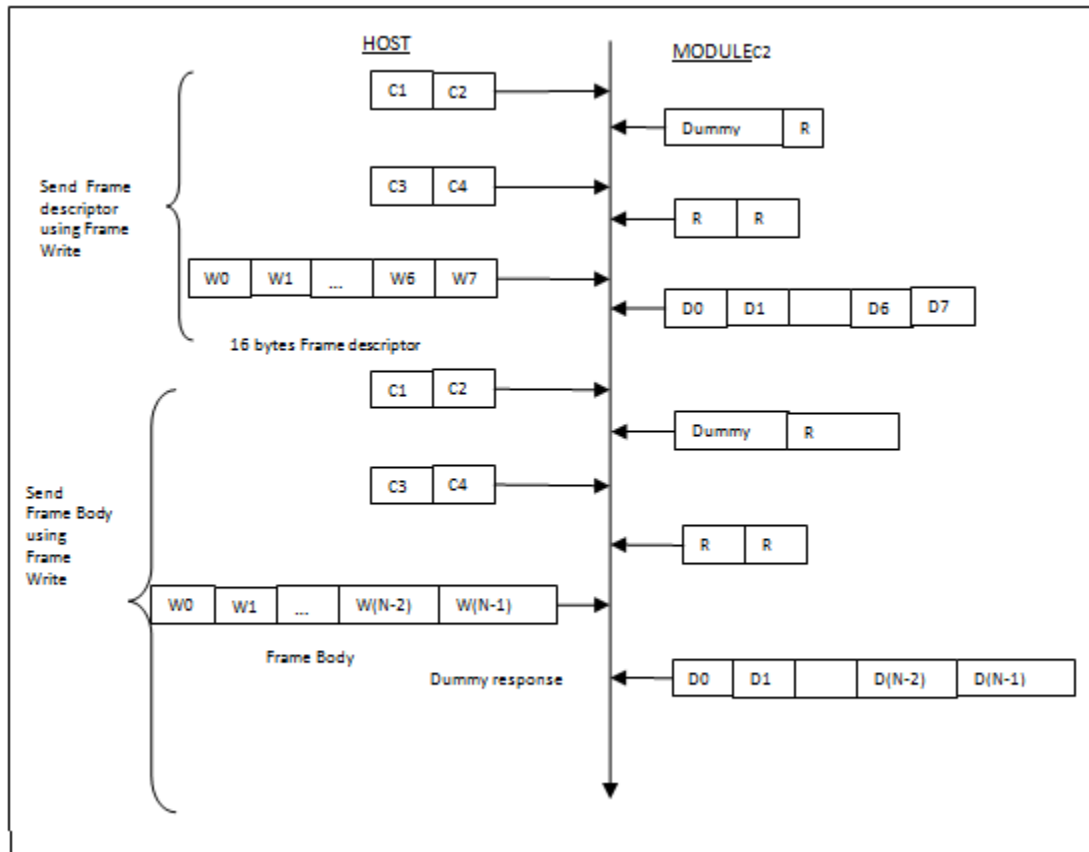 HOST
MODULEC2
C1 C2
Dummy R
Send Frame
descriptor
using Frame
Write
C3 C4
R R
W0 W1 ... W6 W7
D0 D1 D6 D7
16 bytes Frame descriptor
C1 C2
Dummy R
Send
Frame Body
using
Frame
Write
C3 C4
R R
W0 W1 ... W(N-2) W(N-1)
Frame Body
Dummy response
D0 D1 D(N-2) D(N-1)